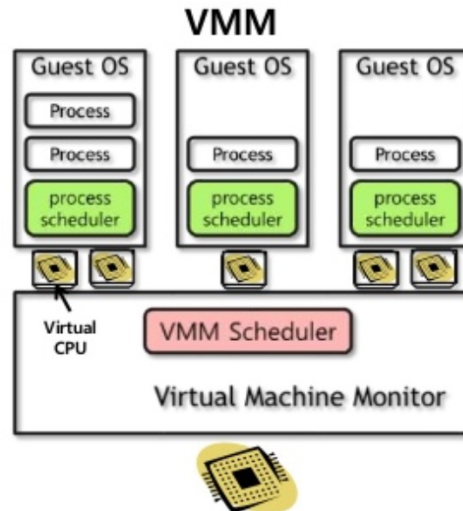 VMM
Guest OS
Process
Process
process
scheduler
Guest OS
Process
process
scheduler
Guest OS
Process
process
scheduler
Virtual
CPU
VMM Scheduler
Virtual Machine Monitor